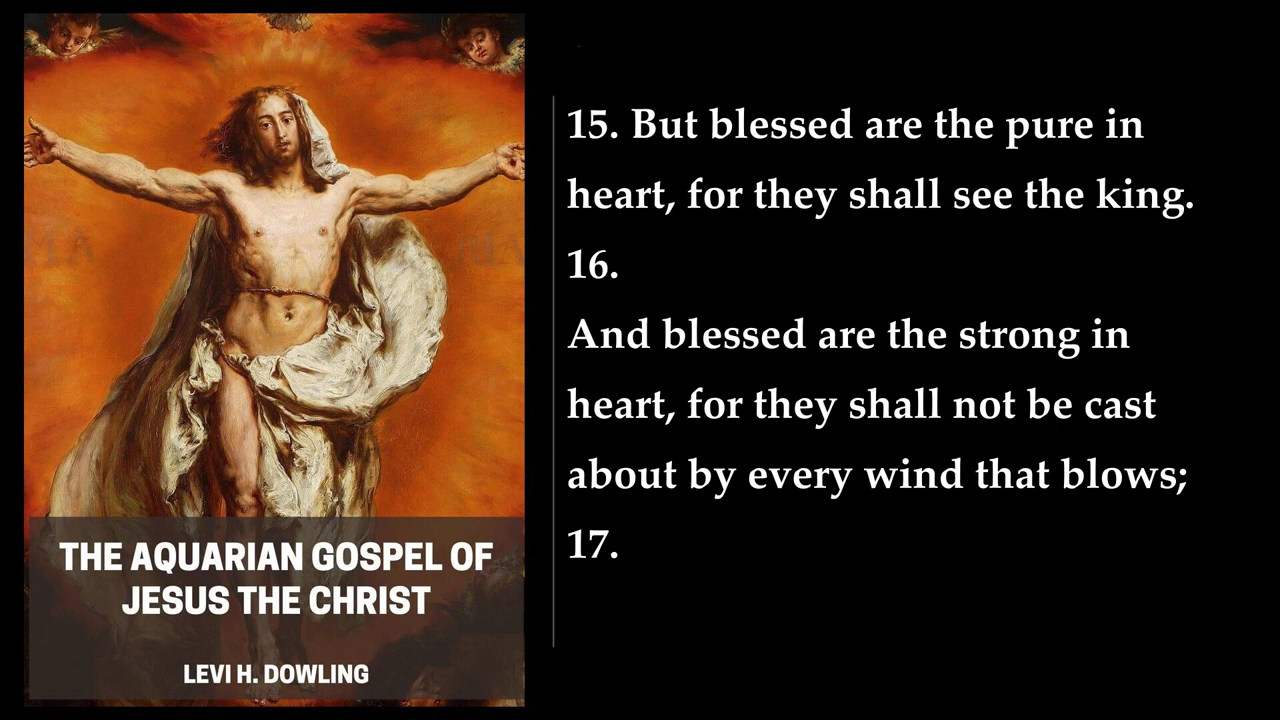 15. But blessed are the pure in
heart, for they shall see the king.
16.
And blessed are the strong in
heart, for they shall not be cast
about by every wind that blows;
17.
THE AQUARIAN GOSPEL OF
JESUS THE CHRIST
LEVI H. DOWLING